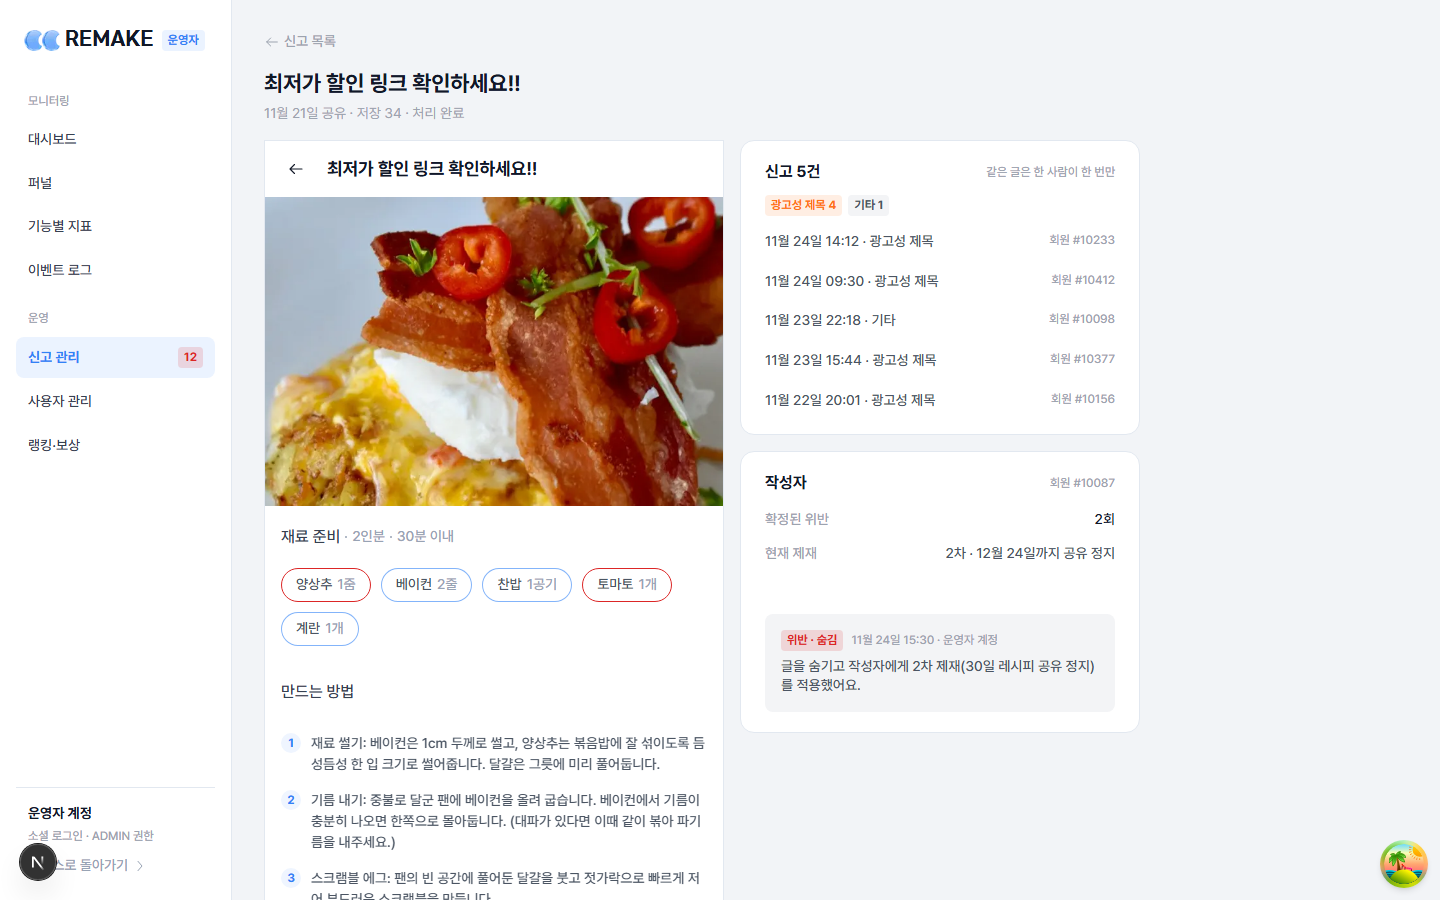 REMAKE 운영자
모니터링
대시보드
퍼널
기능별 지표
이벤트 로그
운영
신고 관리 12
사용자 관리
랭킹·보상
운영자 계정
소셜 로그인 · ADMIN 권한
N
스로 돌아가기
← 신고 목록
최저가 할인 링크 확인하세요!!
11월 21일 공유 · 저장 34 · 처리 완료
← 최저가 할인 링크 확인하세요!!
재료 준비 · 2인분 · 30분 이내
양상추 1줌 베이컨 2줄 찬밥 1공기 토마토 1개
계란 1개
만드는 방법
1 재료 썰기: 베이컨은 1cm 두께로 썰고, 양상추는 볶음밥에 잘 섞이도록 듬
성듬성 한 입 크기로 썰어줍니다. 달걀은 그릇에 미리 풀어둡니다.
2 기름 내기: 중불로 달군 팬에 베이컨을 올려 굽습니다. 베이컨에서 기름이
충분히 나오면 한쪽으로 몰아둡니다. (대파가 있다면 이때 같이 볶아 파기
름을 내주세요.)
3 스크램블 에그: 팬의 빈 공간에 풀어둔 달걀을 붓고 젓가락으로 빠르게 저
어 부드러운 스크램블을 만듭니다.
신고 5건 같은 글은 한 사람이 한 번만
광고성 제목 4 기타 1
11월 24일 14:12 · 광고성 제목 회원 #10233
11월 24일 09:30 · 광고성 제목 회원 #10412
11월 23일 22:18 · 기타 회원 #10098
11월 23일 15:44 · 광고성 제목 회원 #10377
11월 22일 20:01 · 광고성 제목 회원 #10156
작성자 회원 #10087
확정된 위반 2회
현재 제재 2차 · 12월 24일까지 공유 정지
위반 · 숨김 11월 24일 15:30 · 운영자 계정
글을 숨기고 작성자에게 2차 제재(30일 레시피 공유 정지)
를 적용했어요.